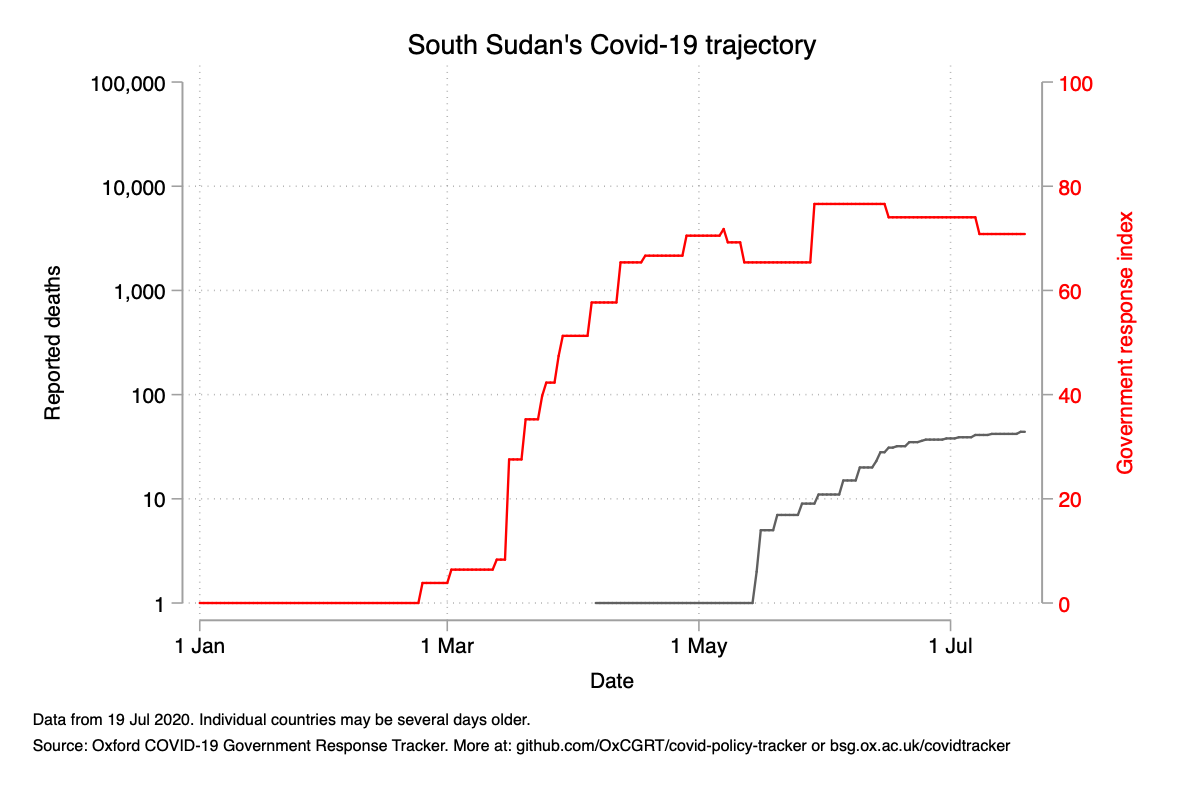 South Sudan's Covid-19 trajectory
100,000
10,000
1,000
100
10
1
Reported deaths
100
80
60
40
20
0
Government response index
1 Jan
1 Mar
1 May
1 Jul
Date
Data from 19 Jul 2020. Individual countries may be several days older.
Source: Oxford COVID-19 Government Response Tracker. More at: github.com/OxCGRT/covid-policy-tracker or bsg.ox.ac.uk/covidtracker